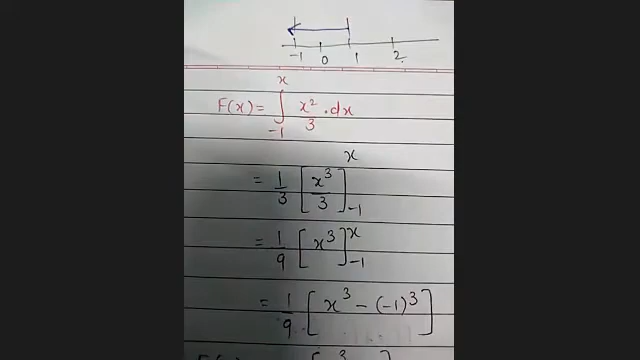 -1 0 1 2
F(x) = ∫_{-1}^{x} x²/3 · dx
= 1/3 [x³/3]_{-1}^{x}
= 1/9 [x³]_{-1}^{x}
= 1/9 [x³ - (-1)³]